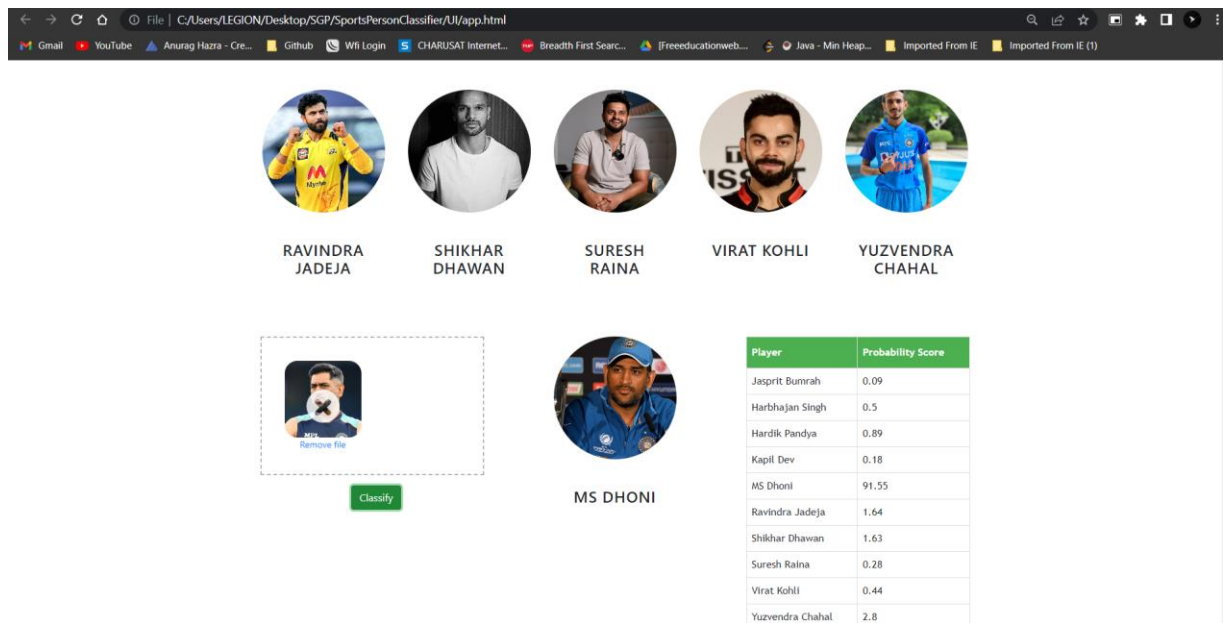 File | C:/Users/LEGION/Desktop/SGP/SportsPersonClassifier/UI/app.html
Gmail YouTube Anurag Hazra - Cre... Github Wfi Login CHARUSAT Internet... Breadth First Searc... [Freeeducationweb.... Java - Min Heap... Imported From IE Imported From IE (1)
TISSOT
RAVINDRA JADEJA
SHIKHAR DHAWAN
SURESH RAINA
VIRAT KOHLI
YUZVENDRA CHAHAL
MPL
Remove file
Classify
MS DHONI
Player Probability Score
Jasprit Bumrah 0.09
Harbhajan Singh 0.5
Hardik Pandya 0.89
Kapil Dev 0.18
MS Dhoni 91.55
Ravindra Jadeja 1.64
Shikhar Dhawan 1.63
Suresh Raina 0.28
Virat Kohli 0.44
Yuzvendra Chahal 2.8